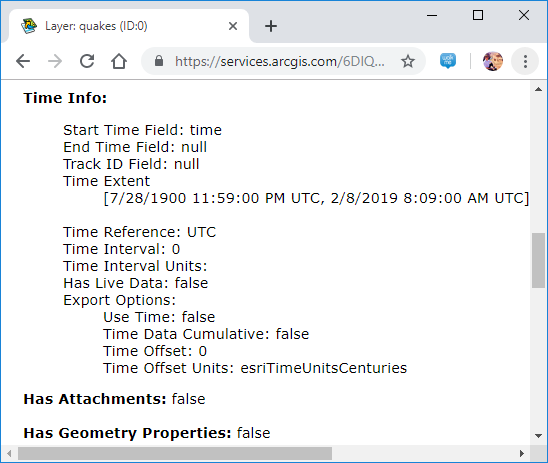 Layer: quakes (ID:0)
https://services.arcgis.com/6DIQ...
Time Info:
Start Time Field: time
End Time Field: null
Track ID Field: null
Time Extent
[7/28/1900 11:59:00 PM UTC, 2/8/2019 8:09:00 AM UTC]
Time Reference: UTC
Time Interval: 0
Time Interval Units:
Has Live Data: false
Export Options:
Use Time: false
Time Data Cumulative: false
Time Offset: 0
Time Offset Units: esriTimeUnitsCenturies
Has Attachments: false
Has Geometry Properties: false